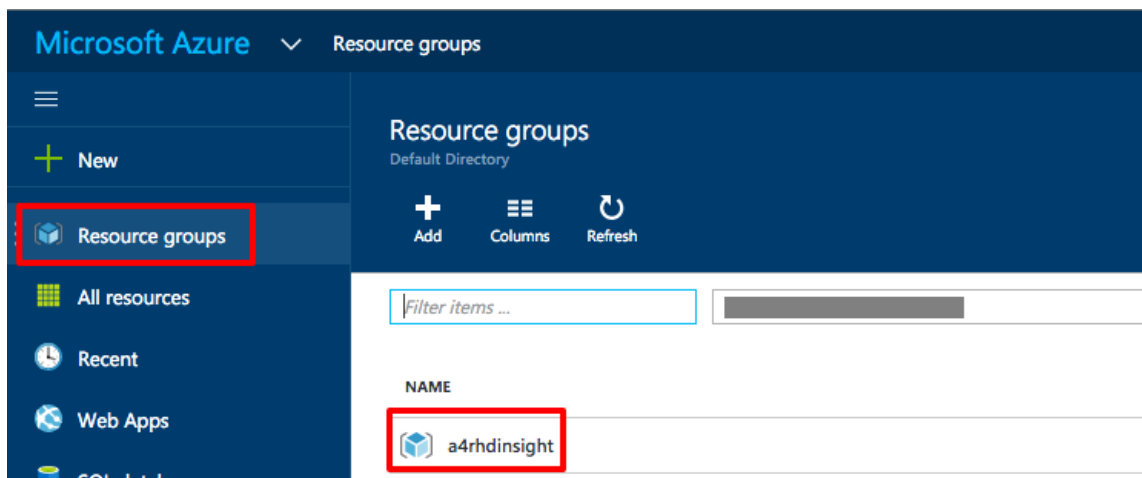 Microsoft Azure Resource groups
New
Resource groups
All resources
Recent
Web Apps
Resource groups
Default Directory
Add Columns Refresh
Filter items ...
NAME
a4rhdinsight